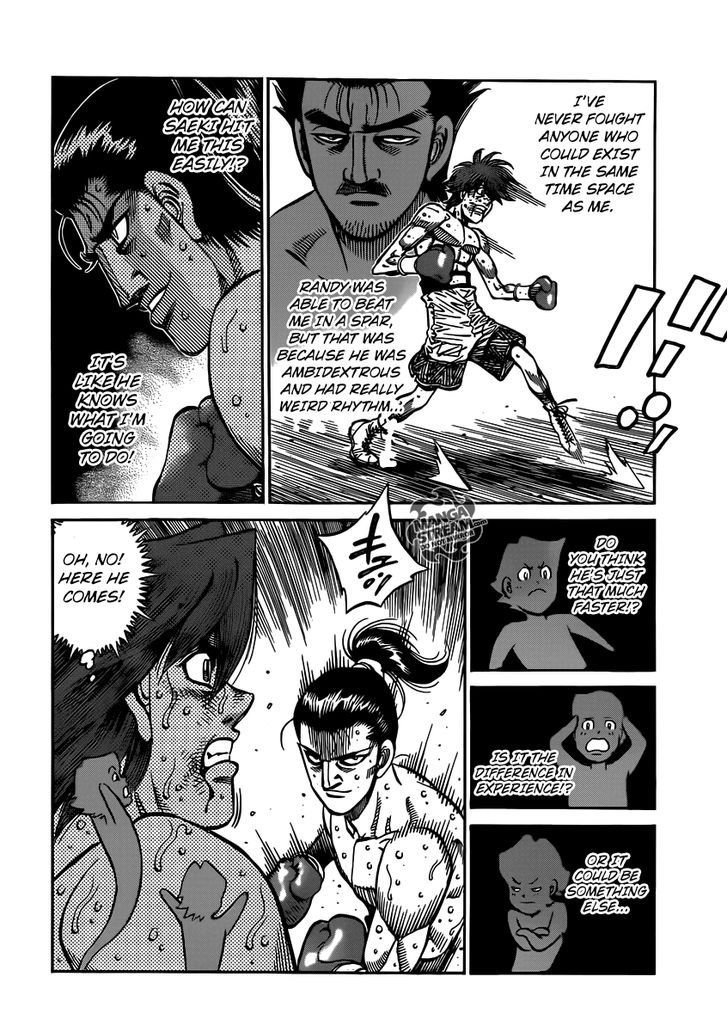 I'VE
NEVER FOUGHT
ANYONE WHO
COULD EXIST
IN THE SAME
TIME SPACE
AS ME.
RANDY WAS
ABLE TO BEAT
ME IN A SPAR,
BUT THAT WAS
BECAUSE HE WAS
AMBIDEXTROUS
AND HAD REALLY
WEIRD RHYTHM...
HOW CAN
SAEKI HIT
ME THIS
EASILY!?
IT'S
LIKE HE
KNOWS
WHAT I'M
GOING
TO DO!
MANGA
STREAM
DO
YOU THINK
HE'S JUST
THAT MUCH
FASTER!?
IS IT THE
DIFFERENCE IN
EXPERIENCE!?
OR IT
COULD BE
SOMETHING
ELSE...
OH, NO!
HERE HE
COMES!